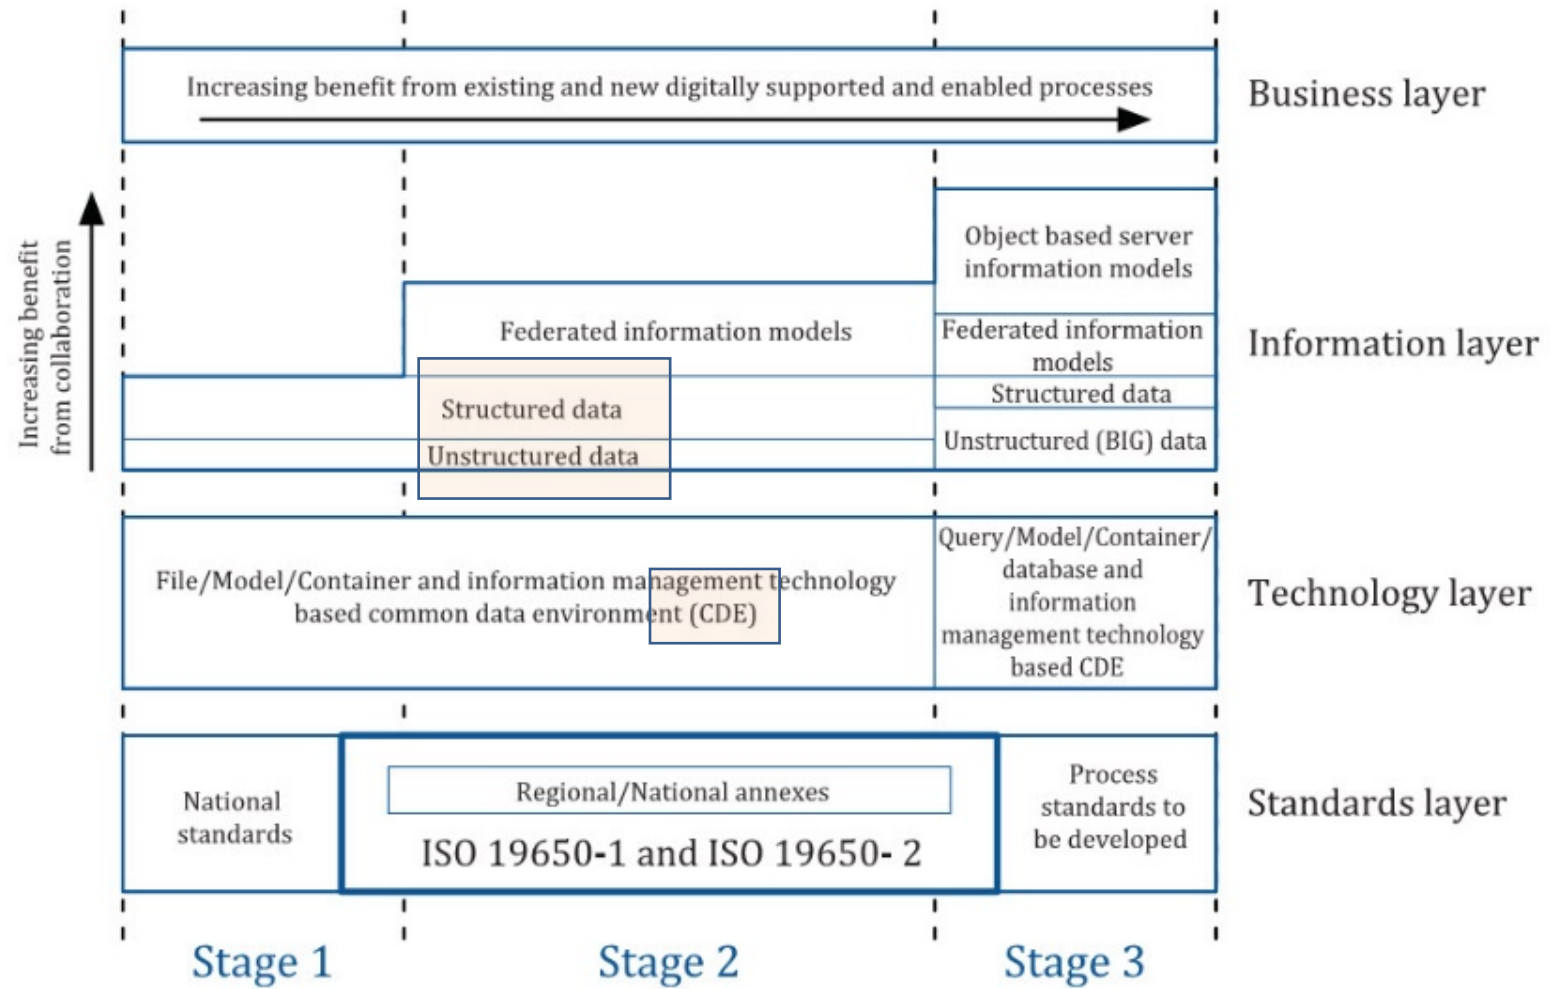 Increasing benefit from existing and new digitally supported and enabled processes
Business layer
Increasing benefit
from collaboration
Object based server
information models
Federated information models
Federated information
models
Information layer
Structured data
Structured data
Unstructured data
Unstructured (BIG) data
File/Model/Container and information management technology
based common data environment (CDE)
Query/Model/Container/
database and
information
management technology
based CDE
Technology layer
National
standards
Regional/National annexes
ISO 19650-1 and ISO 19650- 2
Process
standards to
be developed
Standards layer
Stage 1
Stage 2
Stage 3